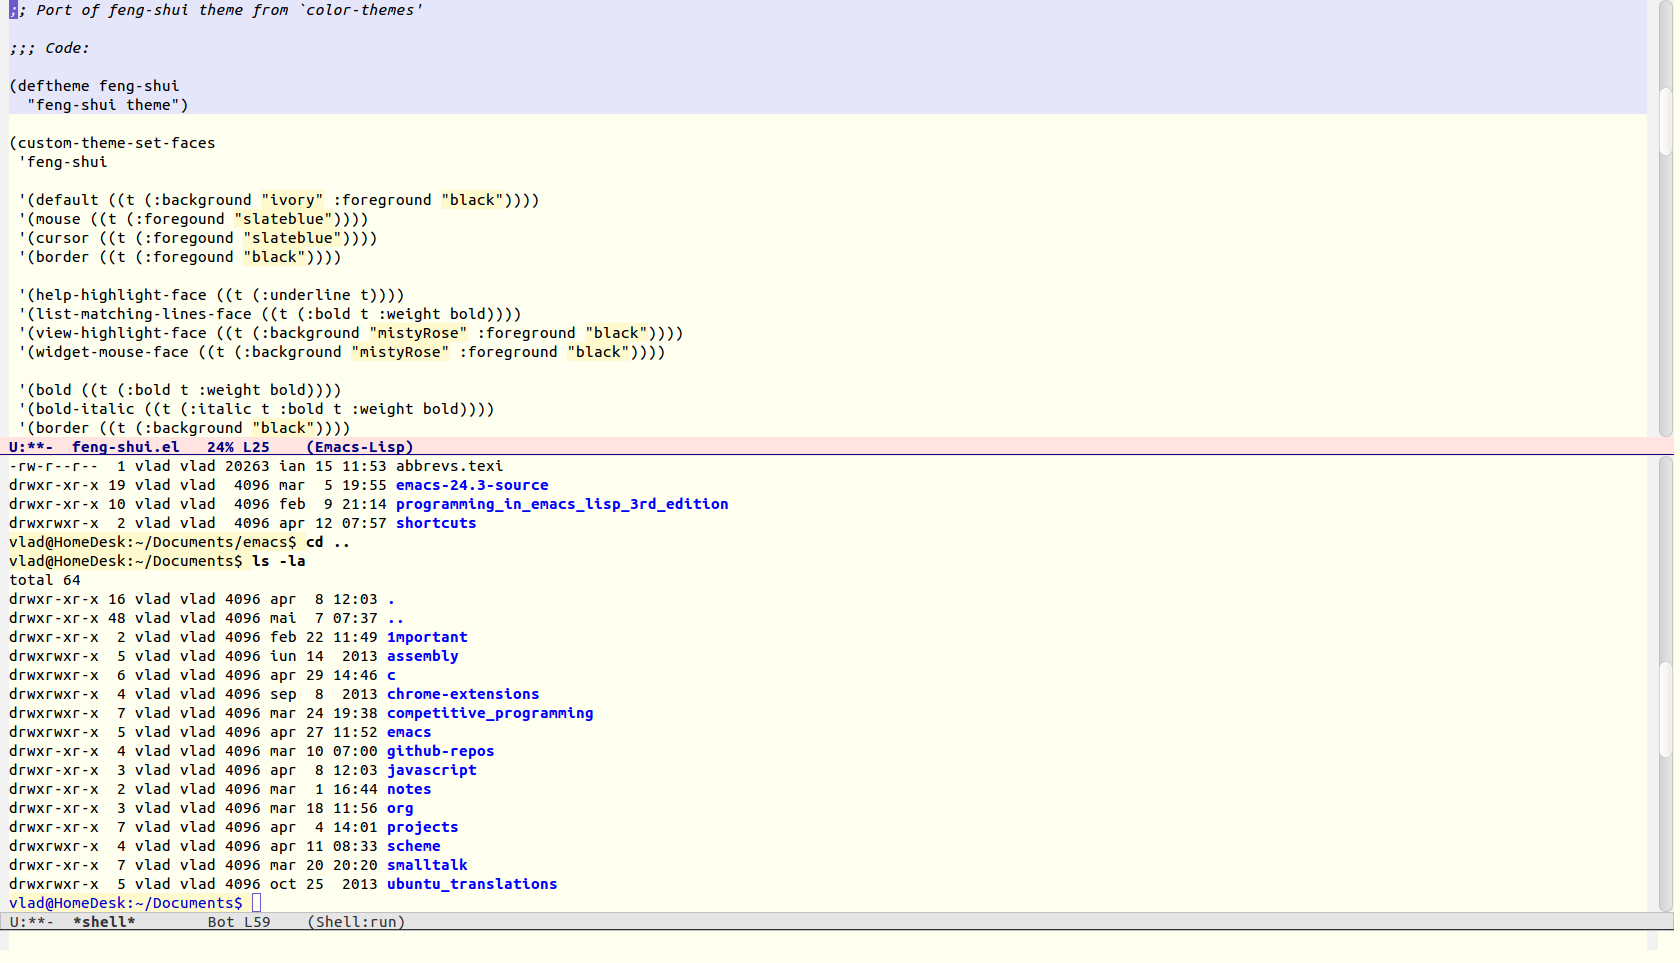 ;; Port of feng-shui theme from `color-themes'
;;; Code:
(deftheme feng-shui
  "feng-shui theme")
(custom-theme-set-faces
 'feng-shui
 '(default ((t (:background "ivory" :foreground "black"))))
 '(mouse ((t (:foregound "slateblue"))))
 '(cursor ((t (:foregound "slateblue"))))
 '(border ((t (:foregound "black"))))
 '(help-highlight-face ((t (:underline t))))
 '(list-matching-lines-face ((t (:bold t :weight bold))))
 '(view-highlight-face ((t (:background "mistyRose" :foreground "black"))))
 '(widget-mouse-face ((t (:background "mistyRose" :foreground "black"))))
 '(bold ((t (:bold t :weight bold))))
 '(bold-italic ((t (:italic t :bold t :weight bold))))
 '(border ((t (:background "black"))))
U:**-  feng-shui.el   24% L25    (Emacs-Lisp)
-rw-r--r--  1 vlad vlad 20263 ian 15 11:53 abbrevs.texi
drwxr-xr-x 19 vlad vlad  4096 mar  5 19:55 emacs-24.3-source
drwxr-xr-x 10 vlad vlad  4096 feb  9 21:14 programming_in_emacs_lisp_3rd_edition
drwxrwxr-x  2 vlad vlad  4096 apr 12 07:57 shortcuts
vlad@HomeDesk:~/Documents/emacs$ cd ..
vlad@HomeDesk:~/Documents$ ls -la
total 64
drwxr-xr-x 16 vlad vlad 4096 apr  8 12:03 .
drwxr-xr-x 48 vlad vlad 4096 mai  7 07:37 ..
drwxr-xr-x  2 vlad vlad 4096 feb 22 11:49 1mportant
drwxrwxr-x  5 vlad vlad 4096 iun 14  2013 assembly
drwxrwxr-x  6 vlad vlad 4096 apr 29 14:46 c
drwxrwxr-x  4 vlad vlad 4096 sep  8  2013 chrome-extensions
drwxrwxr-x  7 vlad vlad 4096 mar 24 19:38 competitive_programming
drwxrwxr-x  5 vlad vlad 4096 apr 27 11:52 emacs
drwxr-xr-x  4 vlad vlad 4096 mar 10 07:00 github-repos
drwxr-xr-x  3 vlad vlad 4096 apr  8 12:03 javascript
drwxr-xr-x  2 vlad vlad 4096 mar  1 16:44 notes
drwxr-xr-x  3 vlad vlad 4096 mar 18 11:56 org
drwxr-xr-x  7 vlad vlad 4096 apr  4 14:01 projects
drwxrwxr-x  4 vlad vlad 4096 apr 11 08:33 scheme
drwxr-xr-x  7 vlad vlad 4096 mar 20 20:20 smalltalk
drwxrwxr-x  5 vlad vlad 4096 oct 25  2013 ubuntu_translations
vlad@HomeDesk:~/Documents$
U:**-  *shell*        Bot L59    (Shell:run)